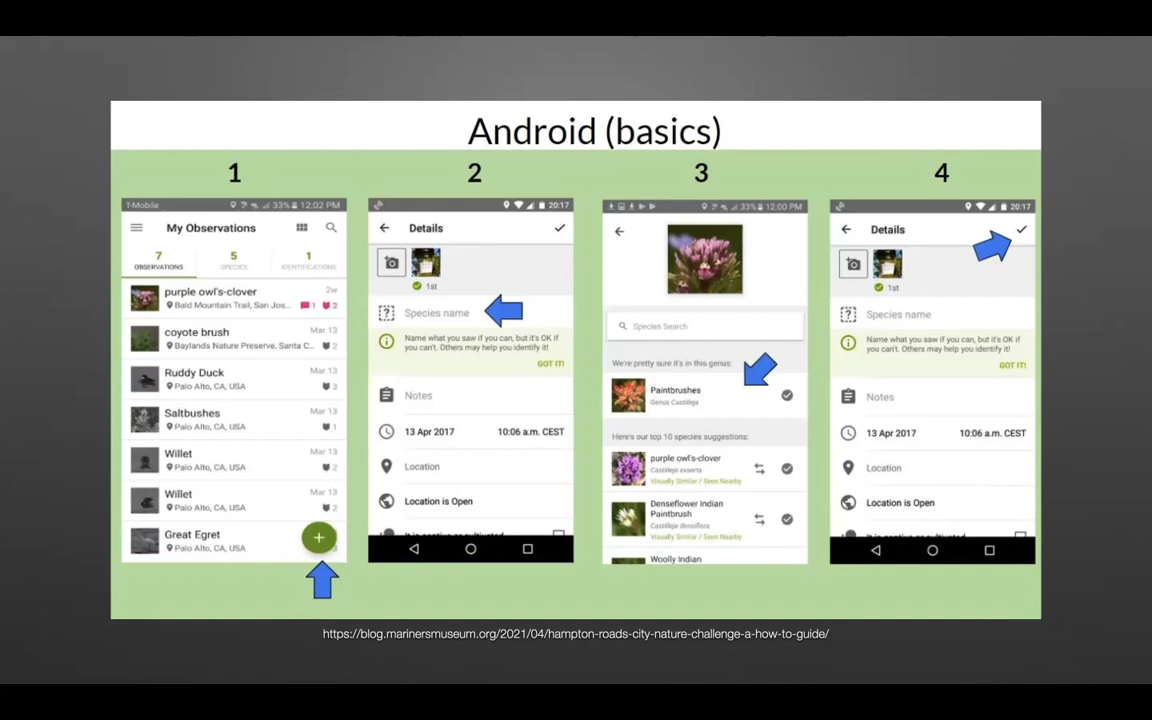 Android (basics)
1
2
3
4
T-Mobile
33% 12:02 PM
My Observations
7
OBSERVATIONS
5
SPECIES
1
IDENTIFICATIONS
purple owl's-clover
2w
Bald Mountain Trail, San Jos...
1
2
coyote brush
Mar 13
Baylands Nature Preserve, Santa C...
2
Ruddy Duck
Mar 13
Palo Alto, CA, USA
3
Saltbushes
Mar 13
Palo Alto, CA, USA
1
Willet
Mar 13
Palo Alto, CA, USA
2
Willet
Mar 13
Palo Alto, CA, USA
2
Great Egret
Palo Alto, CA, USA
+
20:17
Details
1st
Species name
Name what you saw if you can, but it's OK if
you can't. Others may help you identify it!
GOT IT!
Notes
13 Apr 2017
10:06 a.m. CEST
Location
Location is Open
33% 12:00 PM
Species Search
We're pretty sure it's in this genus:
Paintbrushes
Genus Castilleja
Here's our top 10 species suggestions:
purple owl's-clover
Castilleja exserta
Visually Similar / Seen Nearby
Denseflower Indian
Paintbrush
Castilleja densiflora
Visually Similar / Seen Nearby
Woolly Indian
20:17
Details
1st
Species name
Name what you saw if you can, but it's OK if
you can't. Others may help you identify it!
GOT IT!
Notes
13 Apr 2017
10:06 a.m. CEST
Location
Location is Open
https://blog.marinersmuseum.org/2021/04/hampton-roads-city-nature-challenge-a-how-to-guide/